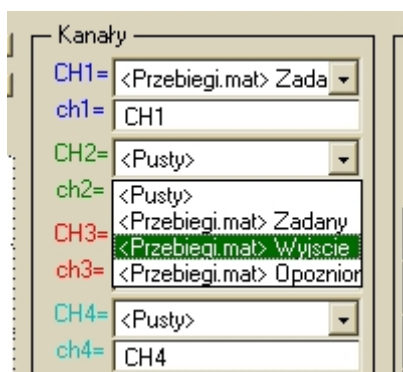 Kanały
CH1= <Przebiegi.mat> Zada
ch1= CH1
CH2= <Pusty>
ch2= <Pusty>
<Przebiegi.mat> Zadany
CH3= <Przebiegi.mat> Wyjscie
ch3= <Przebiegi.mat> Opoznior
CH4= <Pusty>
ch4= CH4